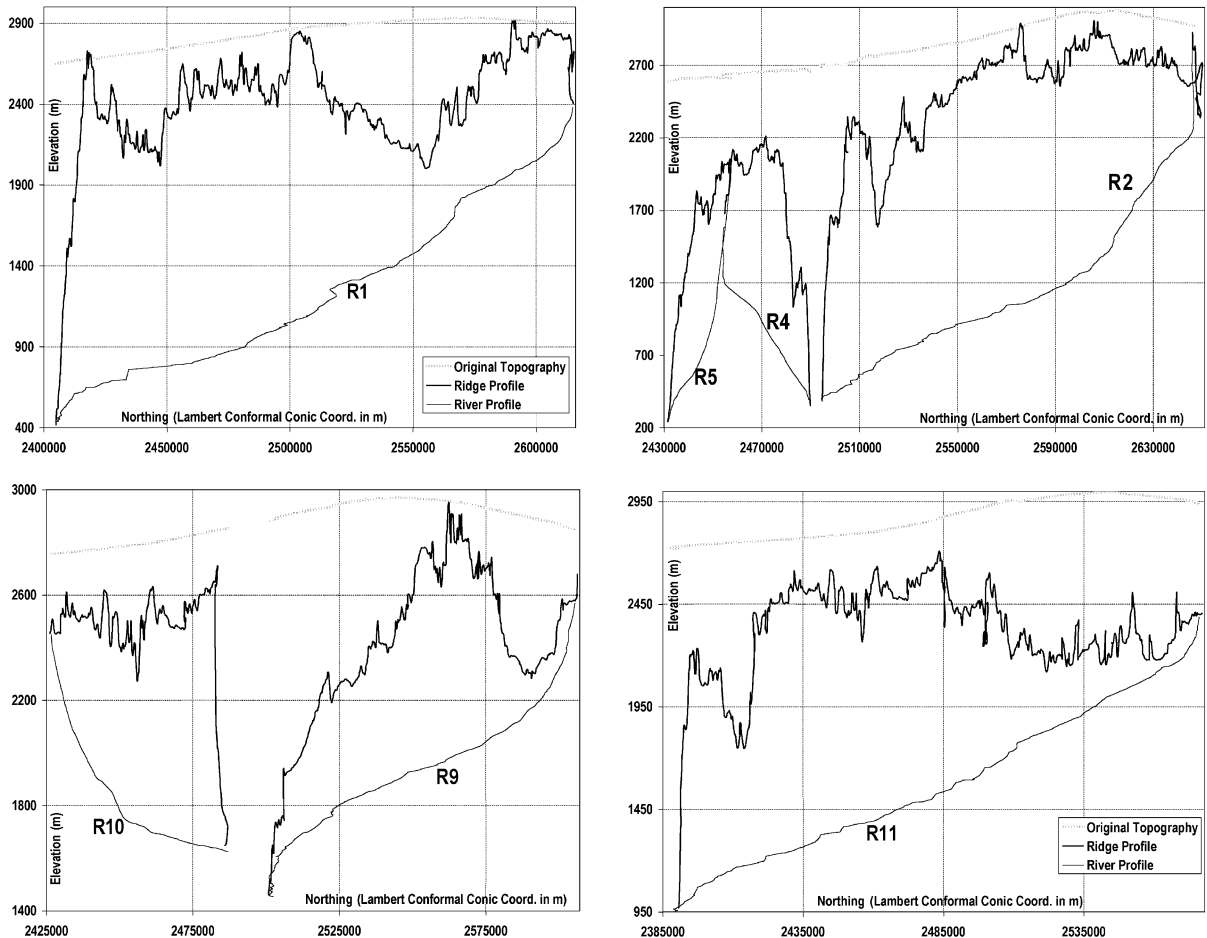 2900
2400
1900
1400
900
400
Elevation (m)
R1
Original Topography
Ridge Profile
River Profile
Northing (Lambert Conformal Conic Coord. in m)
2400000 2450000 2500000 2550000 2600000
2700
2200
1700
1200
700
200
Elevation (m)
R2
R4
R5
Northing (Lambert Conformal Conic Coord. in m)
2430000 2470000 2510000 2550000 2590000 2630000
3000
2600
2200
1800
1400
Elevation (m)
R10
R9
Northing (Lambert Conformal Conic Coord. in m)
2425000 2475000 2525000 2575000
2950
2450
1950
1450
950
Elevation (m)
R11
Original Topography
Ridge Profile
River Profile
Northing (Lambert Conformal Conic Coord. in m)
2385000 2435000 2485000 2535000